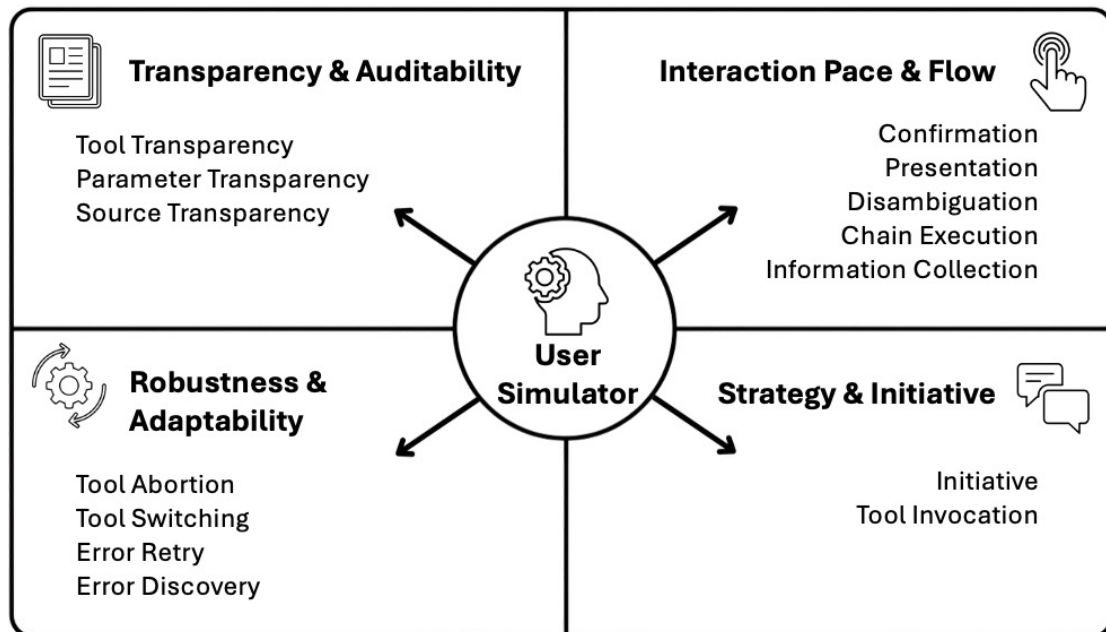 Transparency & Auditability
Tool Transparency
Parameter Transparency
Source Transparency
Interaction Pace & Flow
Confirmation
Presentation
Disambiguation
Chain Execution
Information Collection
User
Simulator
Robustness &
Adaptability
Tool Abortion
Tool Switching
Error Retry
Error Discovery
Strategy & Initiative
Initiative
Tool Invocation